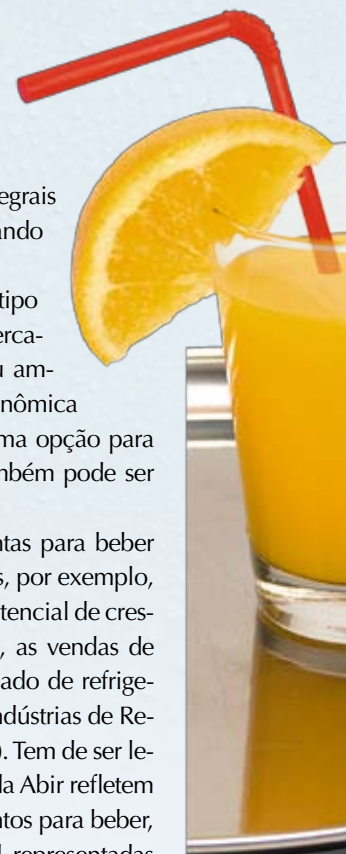 egrais
ando
tipo
erca-
u am-
nômica
ma opção para
mbém pode ser
ntas para beber
s, por exemplo,
tencial de cres-
, as vendas de
ado de refrige-
ndústrias de Re-
). Tem de ser le-
da Abir refletem
ntos para beber,
l representadas